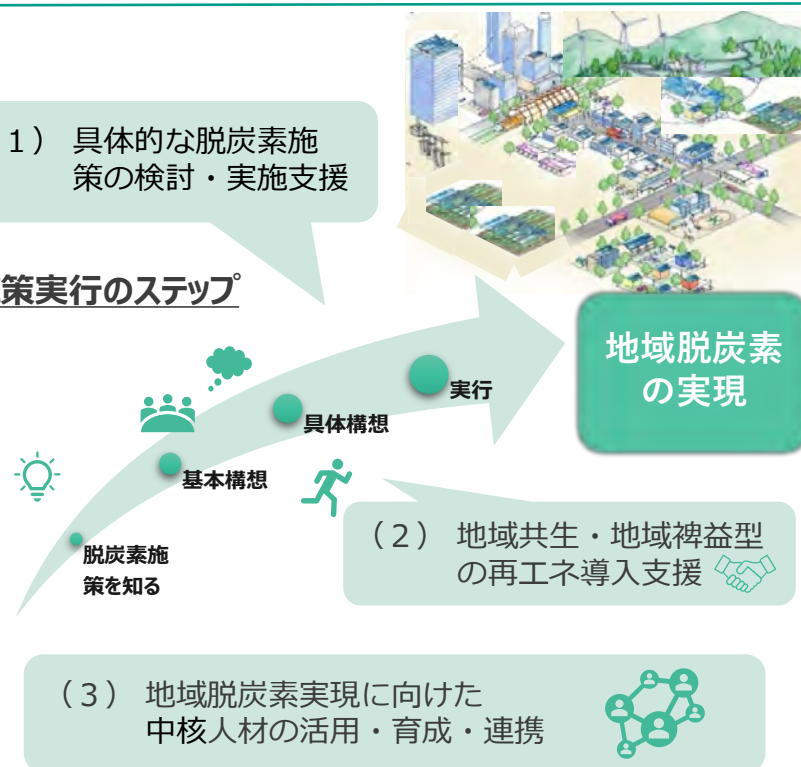 1） 具体的な脱炭素施
策の検討・実施支援
策実行のステップ
地域脱炭素
の実現
実行
具体構想
基本構想
脱炭素施
策を知る
（2） 地域共生・地域裨益型
の再エネ導入支援
（3） 地域脱炭素実現に向けた
中核人材の活用・育成・連携